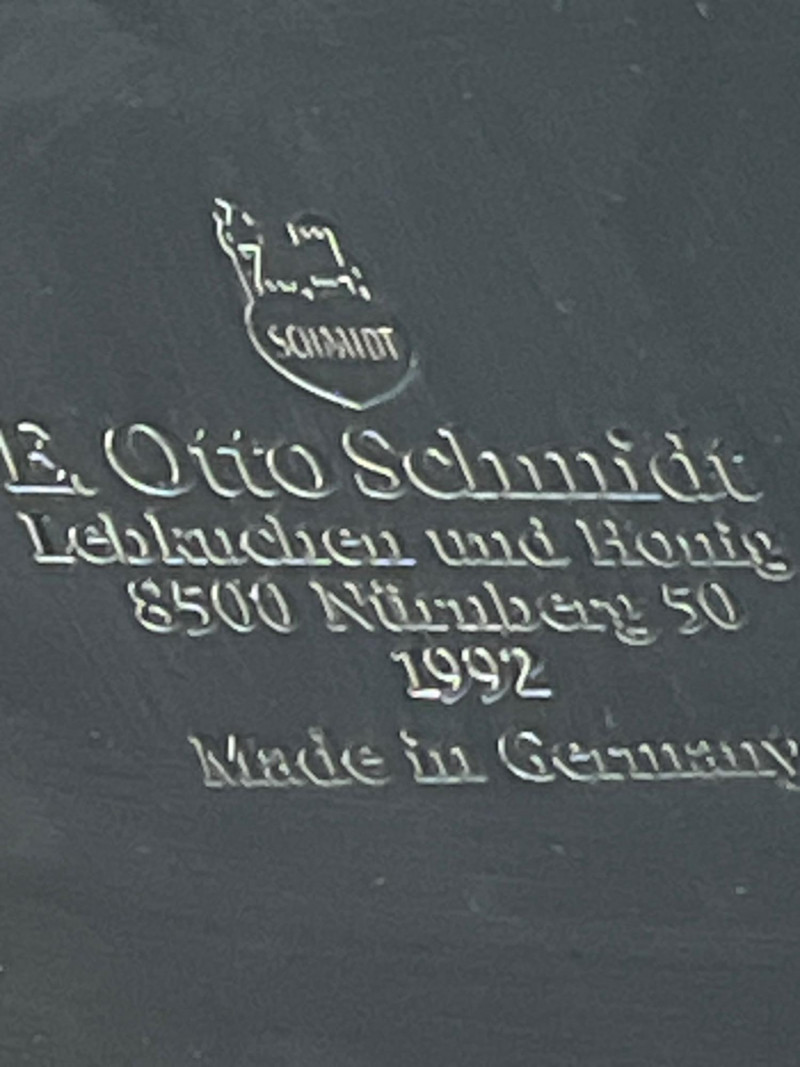 SCHMIDT
E. Otto Schmidt
Lebkuchen und Honig
8500 Nürnberg 50
1992
Made in Germany